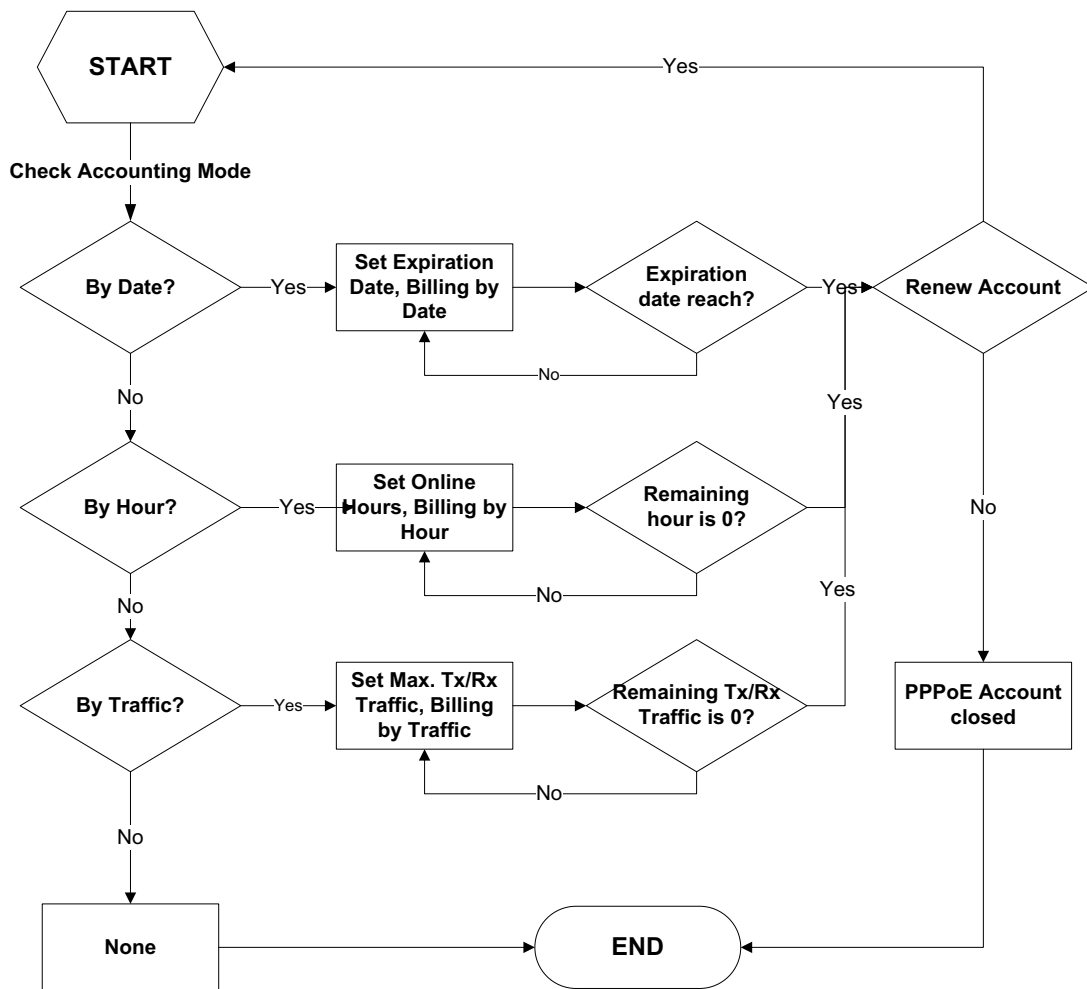 START
Yes
Check Accounting Mode
By Date?
Yes
Set Expiration
Date, Billing by
Date
Expiration
date reach?
Yes
Renew Account
No
No
Yes
By Hour?
Yes
Set Online
Hours, Billing by
Hour
Remaining
hour is 0?
No
No
No
Yes
By Traffic?
Yes
Set Max. Tx/Rx
Traffic, Billing
by Traffic
Remaining Tx/Rx
Traffic is 0?
PPPoE Account
closed
No
No
None
END